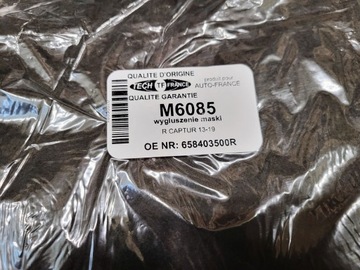 QUALITE D'ORIGINE
TECH TF FRANCE
produit pour
AUTO-FRANCE
QUALITE GARANTIE
M6085
wygluszenie maski
R CAPTUR 13-19
OE NR: 658403500R